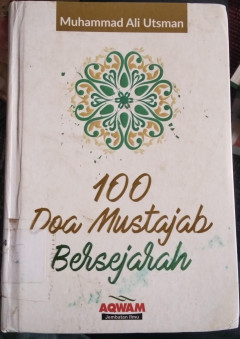 Muhammad Ali Utsman
100
Doa Mustajab
Bersejarah
AQWAM
Jembatan Ilmu